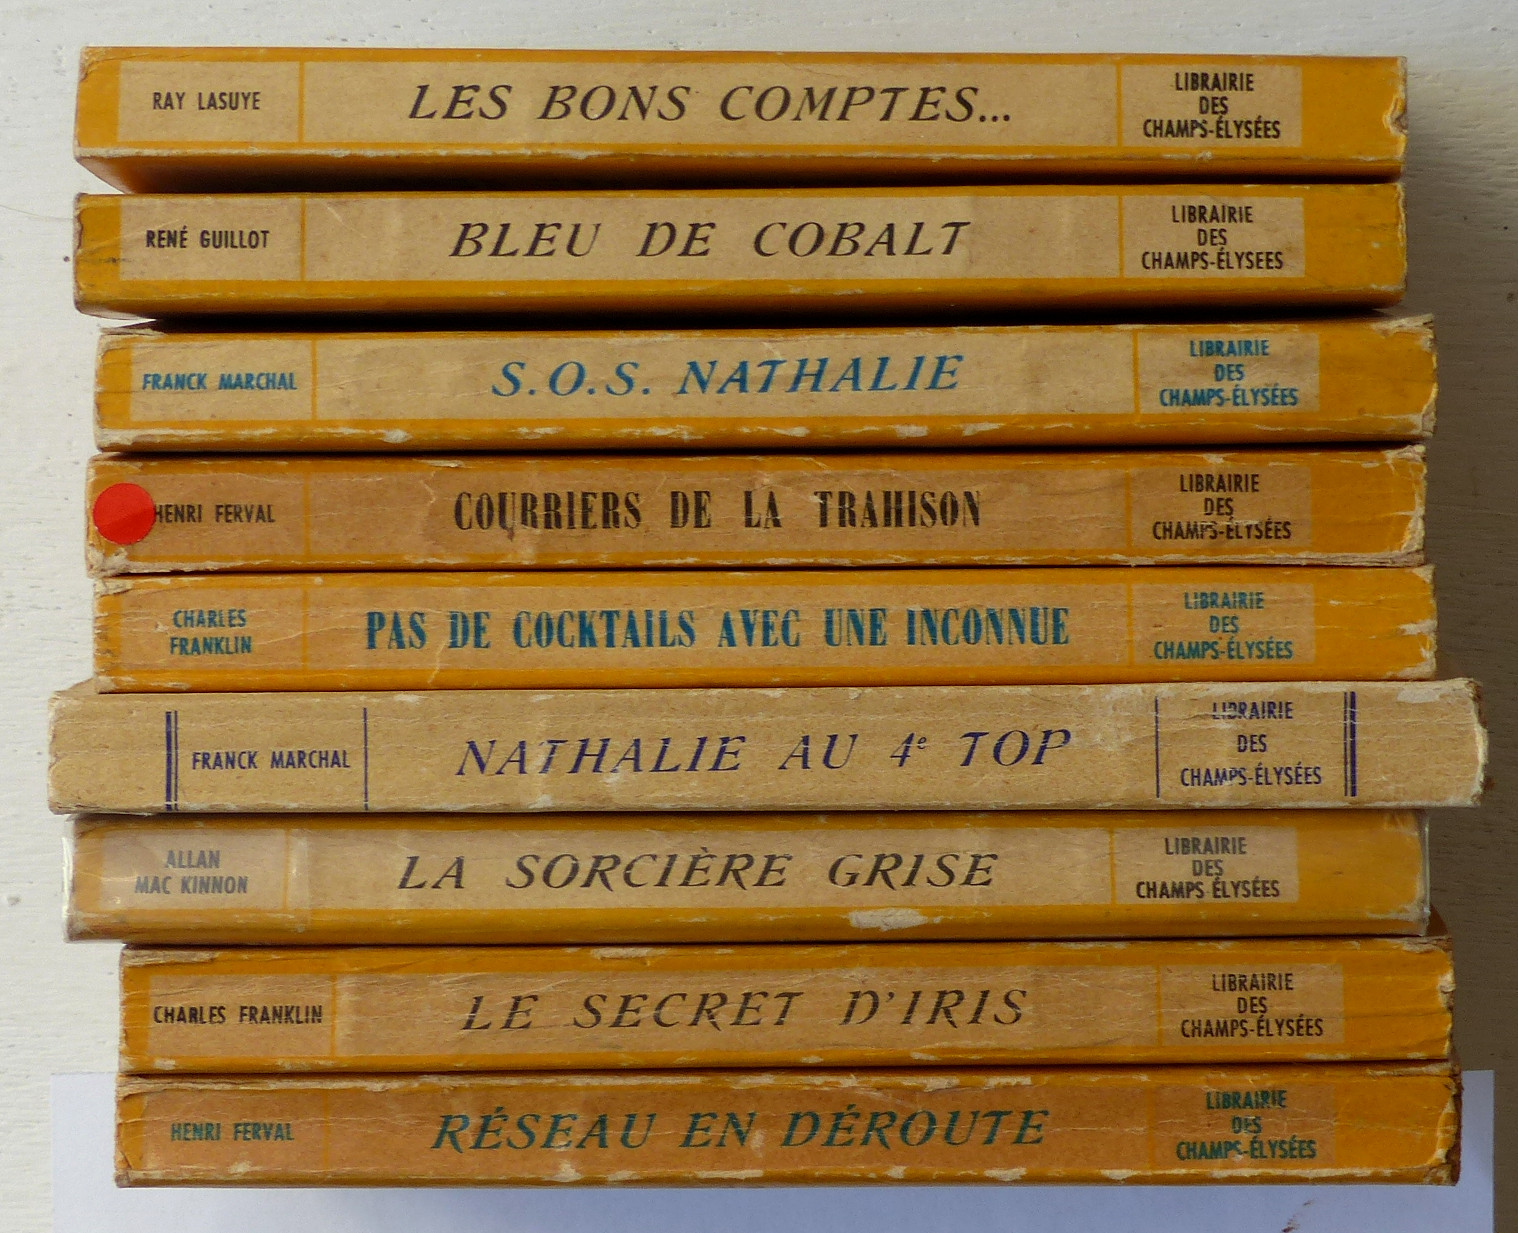 RAY LASUYE
LES BONS COMPTES...
LIBRAIRIE
DES
CHAMPS-ÉLYSÉES
RENÉ GUILLOT
BLEU DE COBALT
LIBRAIRIE
DES
CHAMPS-ÉLYSEES
FRANCK MARCHAL
S.O.S. NATHALIE
LIBRAIRIE
DES
CHAMPS-ÉLYSÉES
HENRI FERVAL
COURRIERS DE LA TRAHISON
LIBRAIRIE
DES
CHAMPS-ÉLYSÉES
CHARLES
FRANKLIN
PAS DE COCKTAILS AVEC UNE INCONNUE
LIBRAIRIE
DES
CHAMPS-ÉLYSÉES
FRANCK MARCHAL
NATHALIE AU 4e TOP
LIBRAIRIE
DES
CHAMPS-ÉLYSÉES
ALLAN
MAC KINNON
LA SORCIÈRE GRISE
LIBRAIRIE
DES
CHAMPS ÉLYSÉES
CHARLES FRANKLIN
LE SECRET D'IRIS
LIBRAIRIE
DES
CHAMPS-ÉLYSÉES
HENRI FERVAL
RÉSEAU EN DÉROUTE
LIBRAIRIE
DES
CHAMPS-ÉLYSÉES